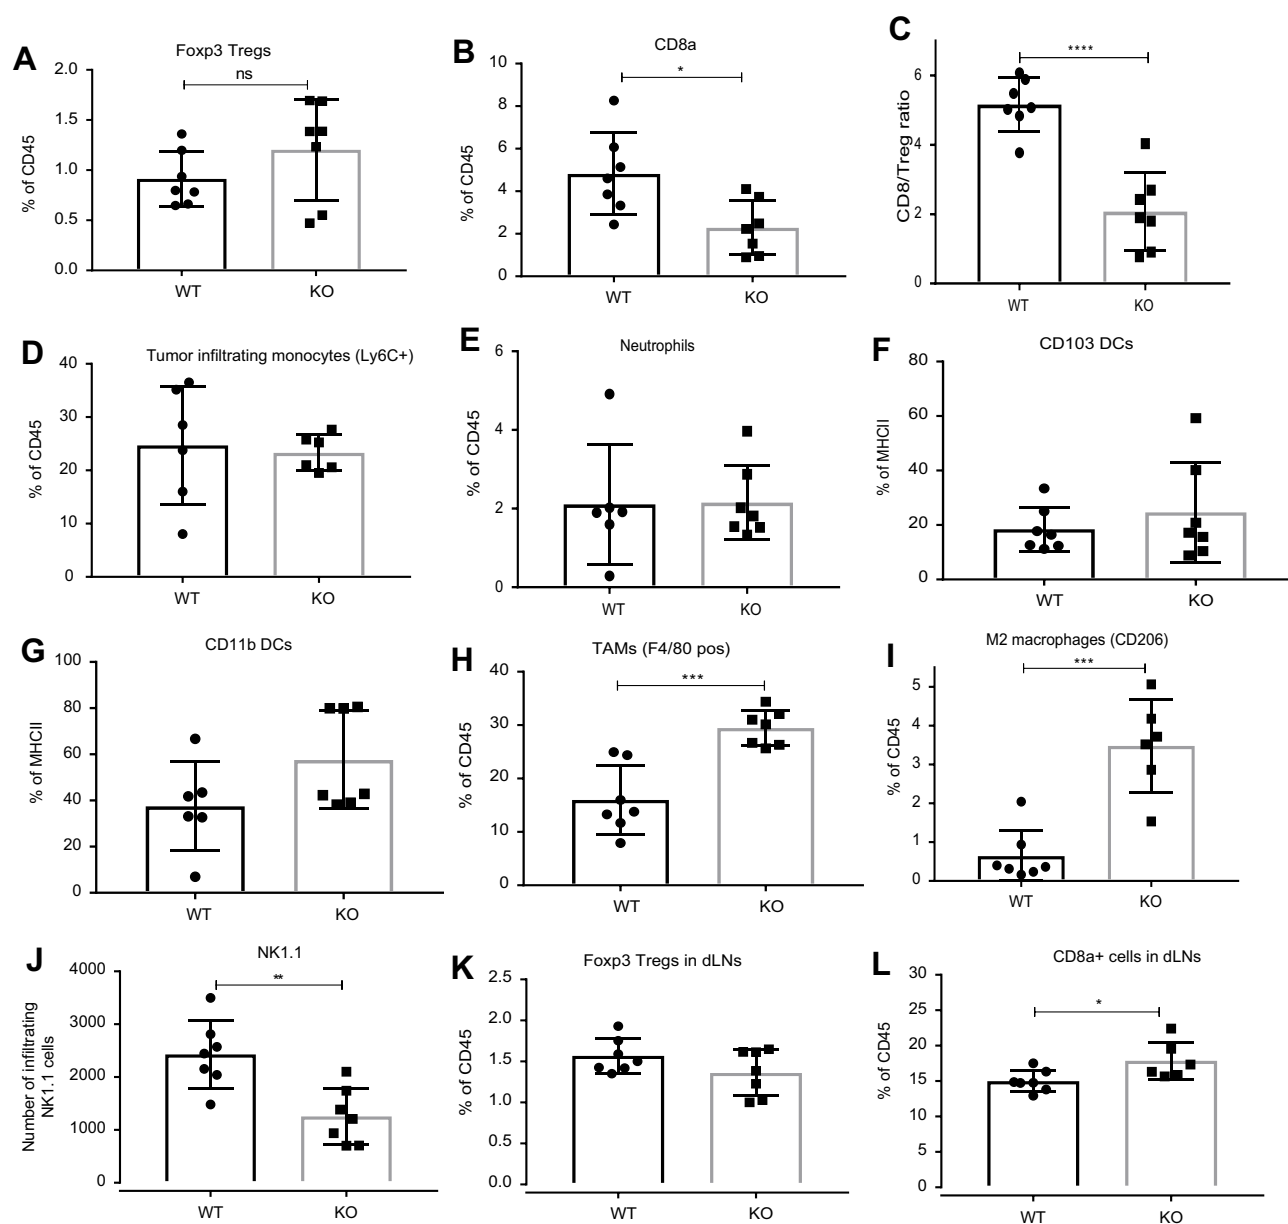 A
Foxp3 Tregs
ns
% of CD45
2.0
1.5
1.0
0.5
0.0
WT
KO
B
CD8a
*
% of CD45
10
8
6
4
2
0
WT
KO
C
****
CD8/Treg ratio
6
4
2
0
WT
KO
D
Tumor infiltrating monocytes (Ly6C+)
% of CD45
40
30
20
10
0
WT
KO
E
Neutrophils
% of CD45
6
4
2
0
WT
KO
F
CD103 DCs
% of MHCII
80
60
40
20
0
WT
KO
G
CD11b DCs
% of MHCII
100
80
60
40
20
0
WT
KO
H
TAMs (F4/80 pos)
***
% of CD45
40
30
20
10
0
WT
KO
I
M2 macrophages (CD206)
***
% of CD45
5
4
3
2
1
0
WT
KO
J
NK1.1
**
Number of infiltrating
NK1.1 cells
4000
3000
2000
1000
0
WT
KO
K
Foxp3 Tregs in dLNs
% of CD45
2.5
2.0
1.5
1.0
0.5
0.0
WT
KO
L
CD8a+ cells in dLNs
*
% of CD45
30
25
20
15
10
5
0
WT
KO